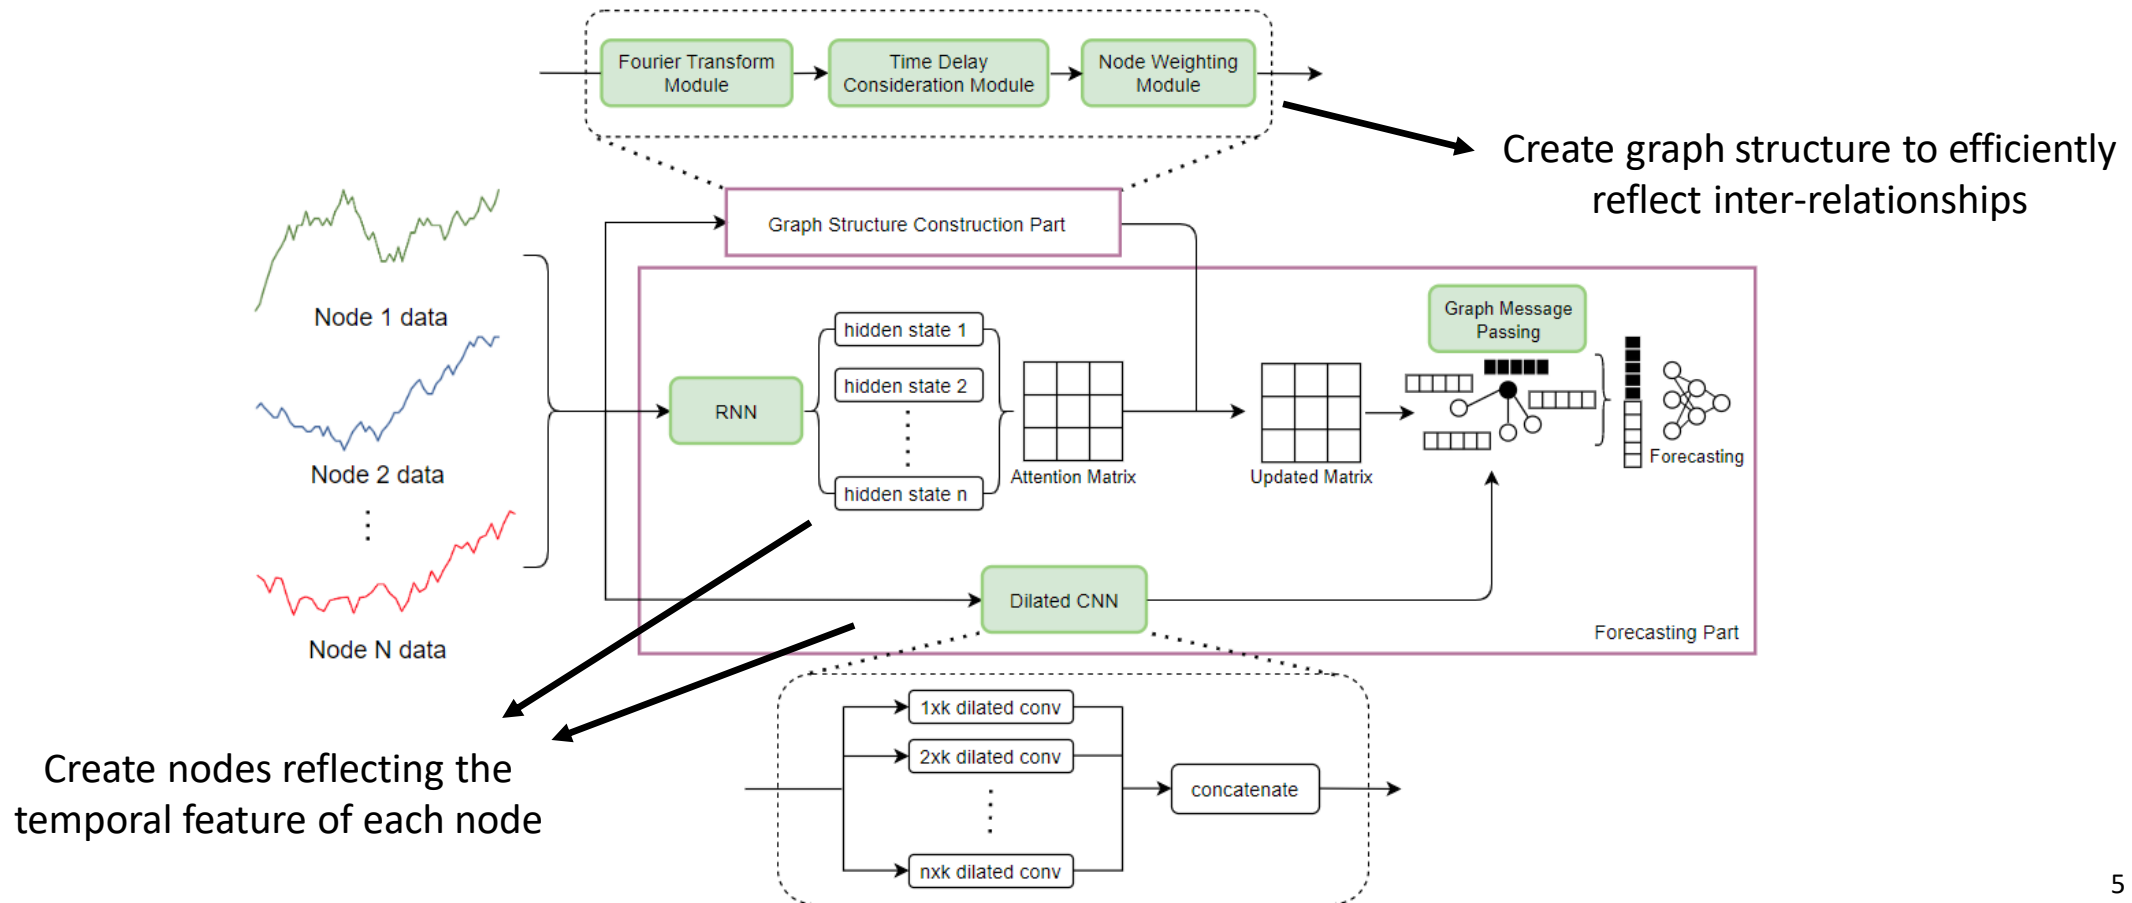 Fourier Transform
Module
Time Delay
Consideration Module
Node Weighting
Module
Create graph structure to efficiently
reflect inter-relationships
Graph Structure Construction Part
Node 1 data
Node 2 data
Node N data
RNN
hidden state 1
hidden state 2
hidden state n
Attention Matrix
Updated Matrix
Graph Message
Passing
Forecasting
Dilated CNN
Forecasting Part
Create nodes reflecting the
temporal feature of each node
1xk dilated conv
2xk dilated conv
nxk dilated conv
concatenate
5